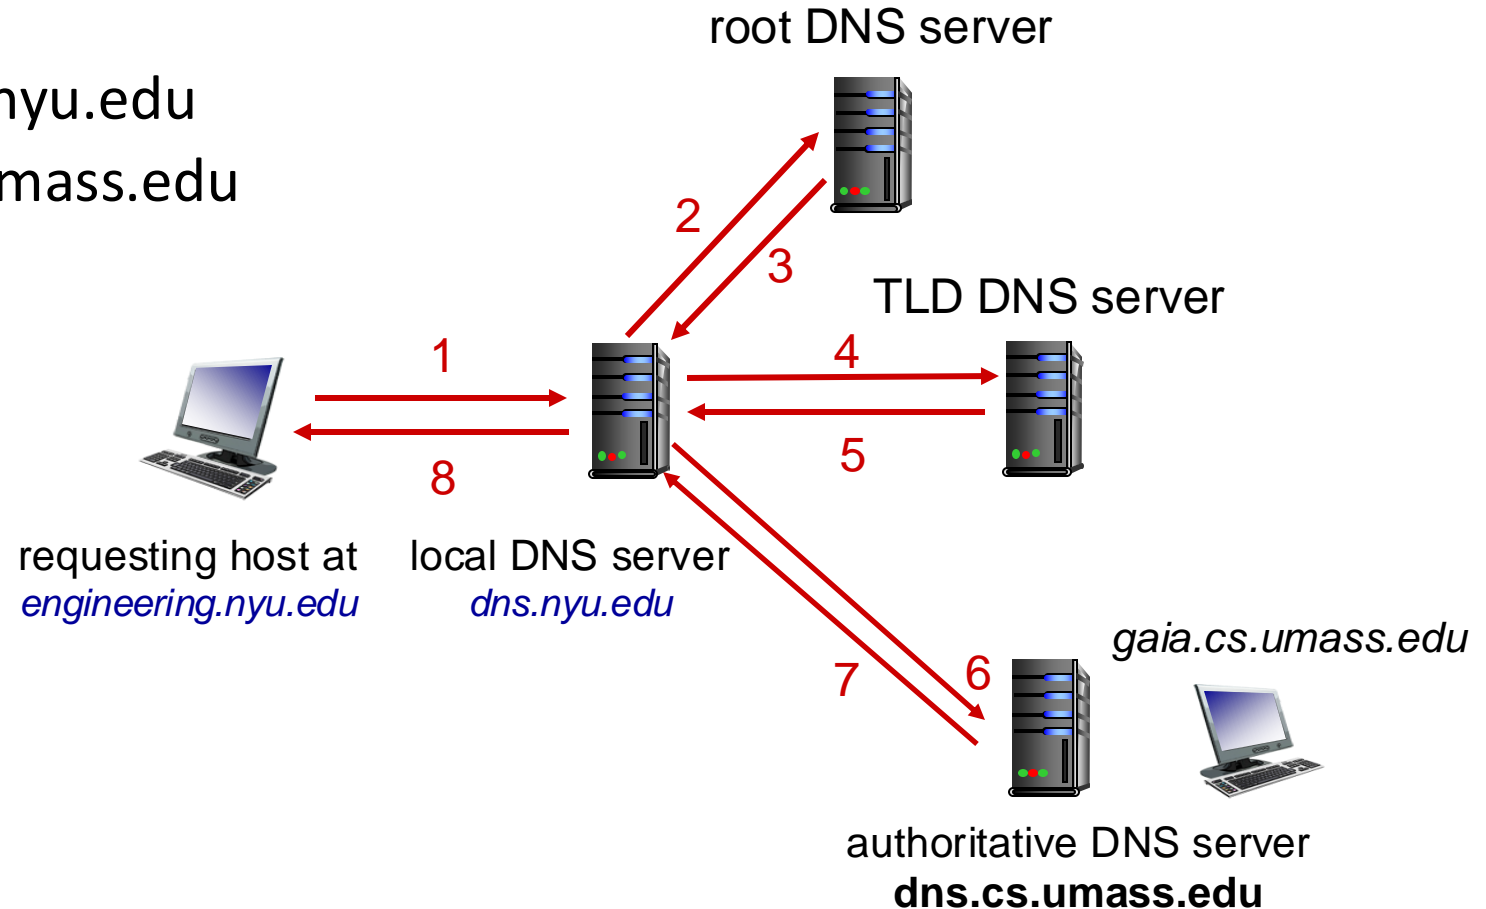 root DNS server
nyu.edu
mass.edu
2
3
TLD DNS server
1
4
8
5
requesting host at
engineering.nyu.edu
local DNS server
dns.nyu.edu
gaia.cs.umass.edu
7
6
authoritative DNS server
dns.cs.umass.edu